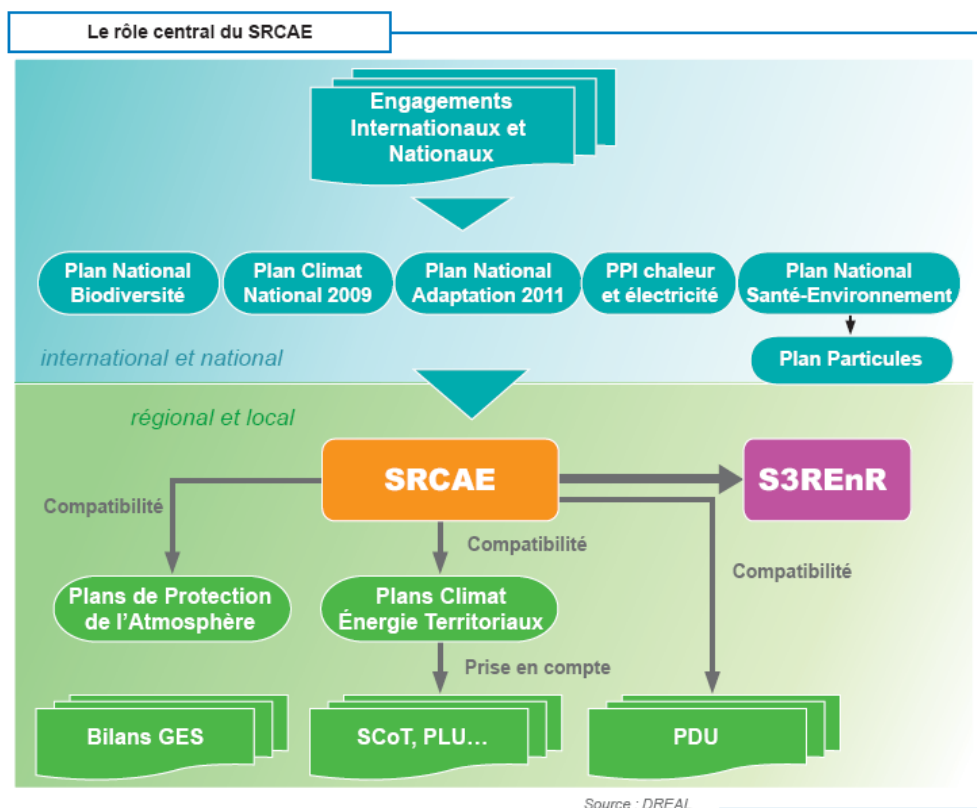 Le rôle central du SRCAE
Engagements
Internationaux et
Nationaux
Plan National
Biodiversité
Plan Climat
National 2009
Plan National
Adaptation 2011
PPI chaleur
et électricité
Plan National
Santé-Environnement
Plan Particules
international et national
régional et local
SRCAE
S3REnR
Compatibilité
Compatibilité
Compatibilité
Plans de Protection
de l'Atmosphère
Plans Climat
Énergie Territoriaux
Prise en compte
Bilans GES
SCoT, PLU...
PDU
Source : DREAL